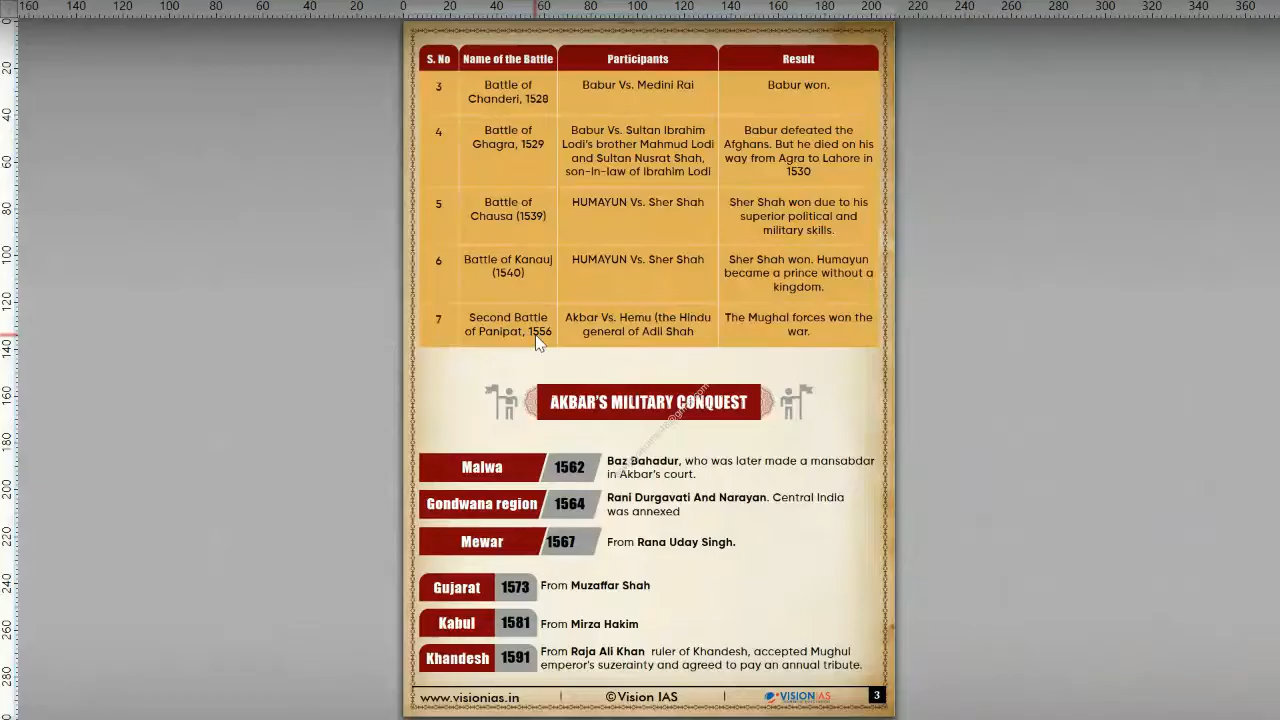 160 140 120 100 80 60 40 20 0 20 40 60 80 100 120 140 160 180 200 220 240 260 280 300 320 340 360
S. No Name of the Battle Participants Result
3 Battle of Chanderi, 1528 Babur Vs. Medini Rai Babur won.
4 Battle of Ghagra, 1529 Babur Vs. Sultan Ibrahim Lodi's brother Mahmud Lodi and Sultan Nusrat Shah, son-in-law of Ibrahim Lodi Babur defeated the Afghans. But he died on his way from Agra to Lahore in 1530
5 Battle of Chausa (1539) HUMAYUN Vs. Sher Shah Sher Shah won due to his superior political and military skills.
6 Battle of Kanauj (1540) HUMAYUN Vs. Sher Shah Sher Shah won. Humayun became a prince without a kingdom.
7 Second Battle of Panipat, 1556 Akbar Vs. Hemu (the Hindu general of Adil Shah The Mughal forces won the war.
AKBAR'S MILITARY CONQUEST
Malwa 1562 Baz Bahadur, who was later made a mansabdar
in Akbar's court.
Gondwana region 1564 Rani Durgavati And Narayan. Central India
was annexed
Mewar 1567 From Rana Uday Singh.
Gujarat 1573 From Muzaffar Shah
Kabul 1581 From Mirza Hakim
Khandesh 1591 From Raja Ali Khan ruler of Khandesh, accepted Mughul
emperor's suzerainty and agreed to pay an annual tribute.
www.visionias.in | ©Vision IAS | VISIONIAS 3